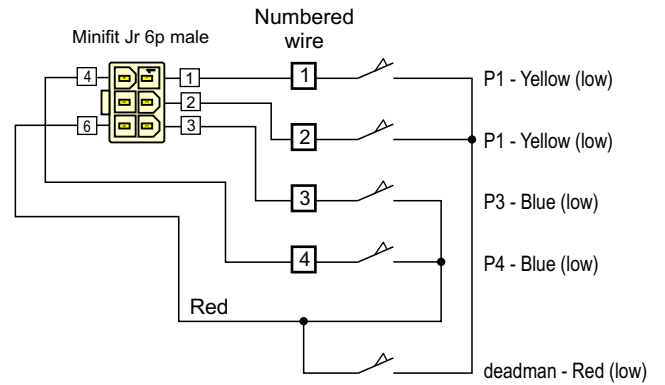 Numbered
wire
Minifit Jr 6p male
4
1
1
1
P1 - Yellow (low)
2
6
3
2
P1 - Yellow (low)
3
P3 - Blue (low)
4
P4 - Blue (low)
Red
deadman - Red (low)